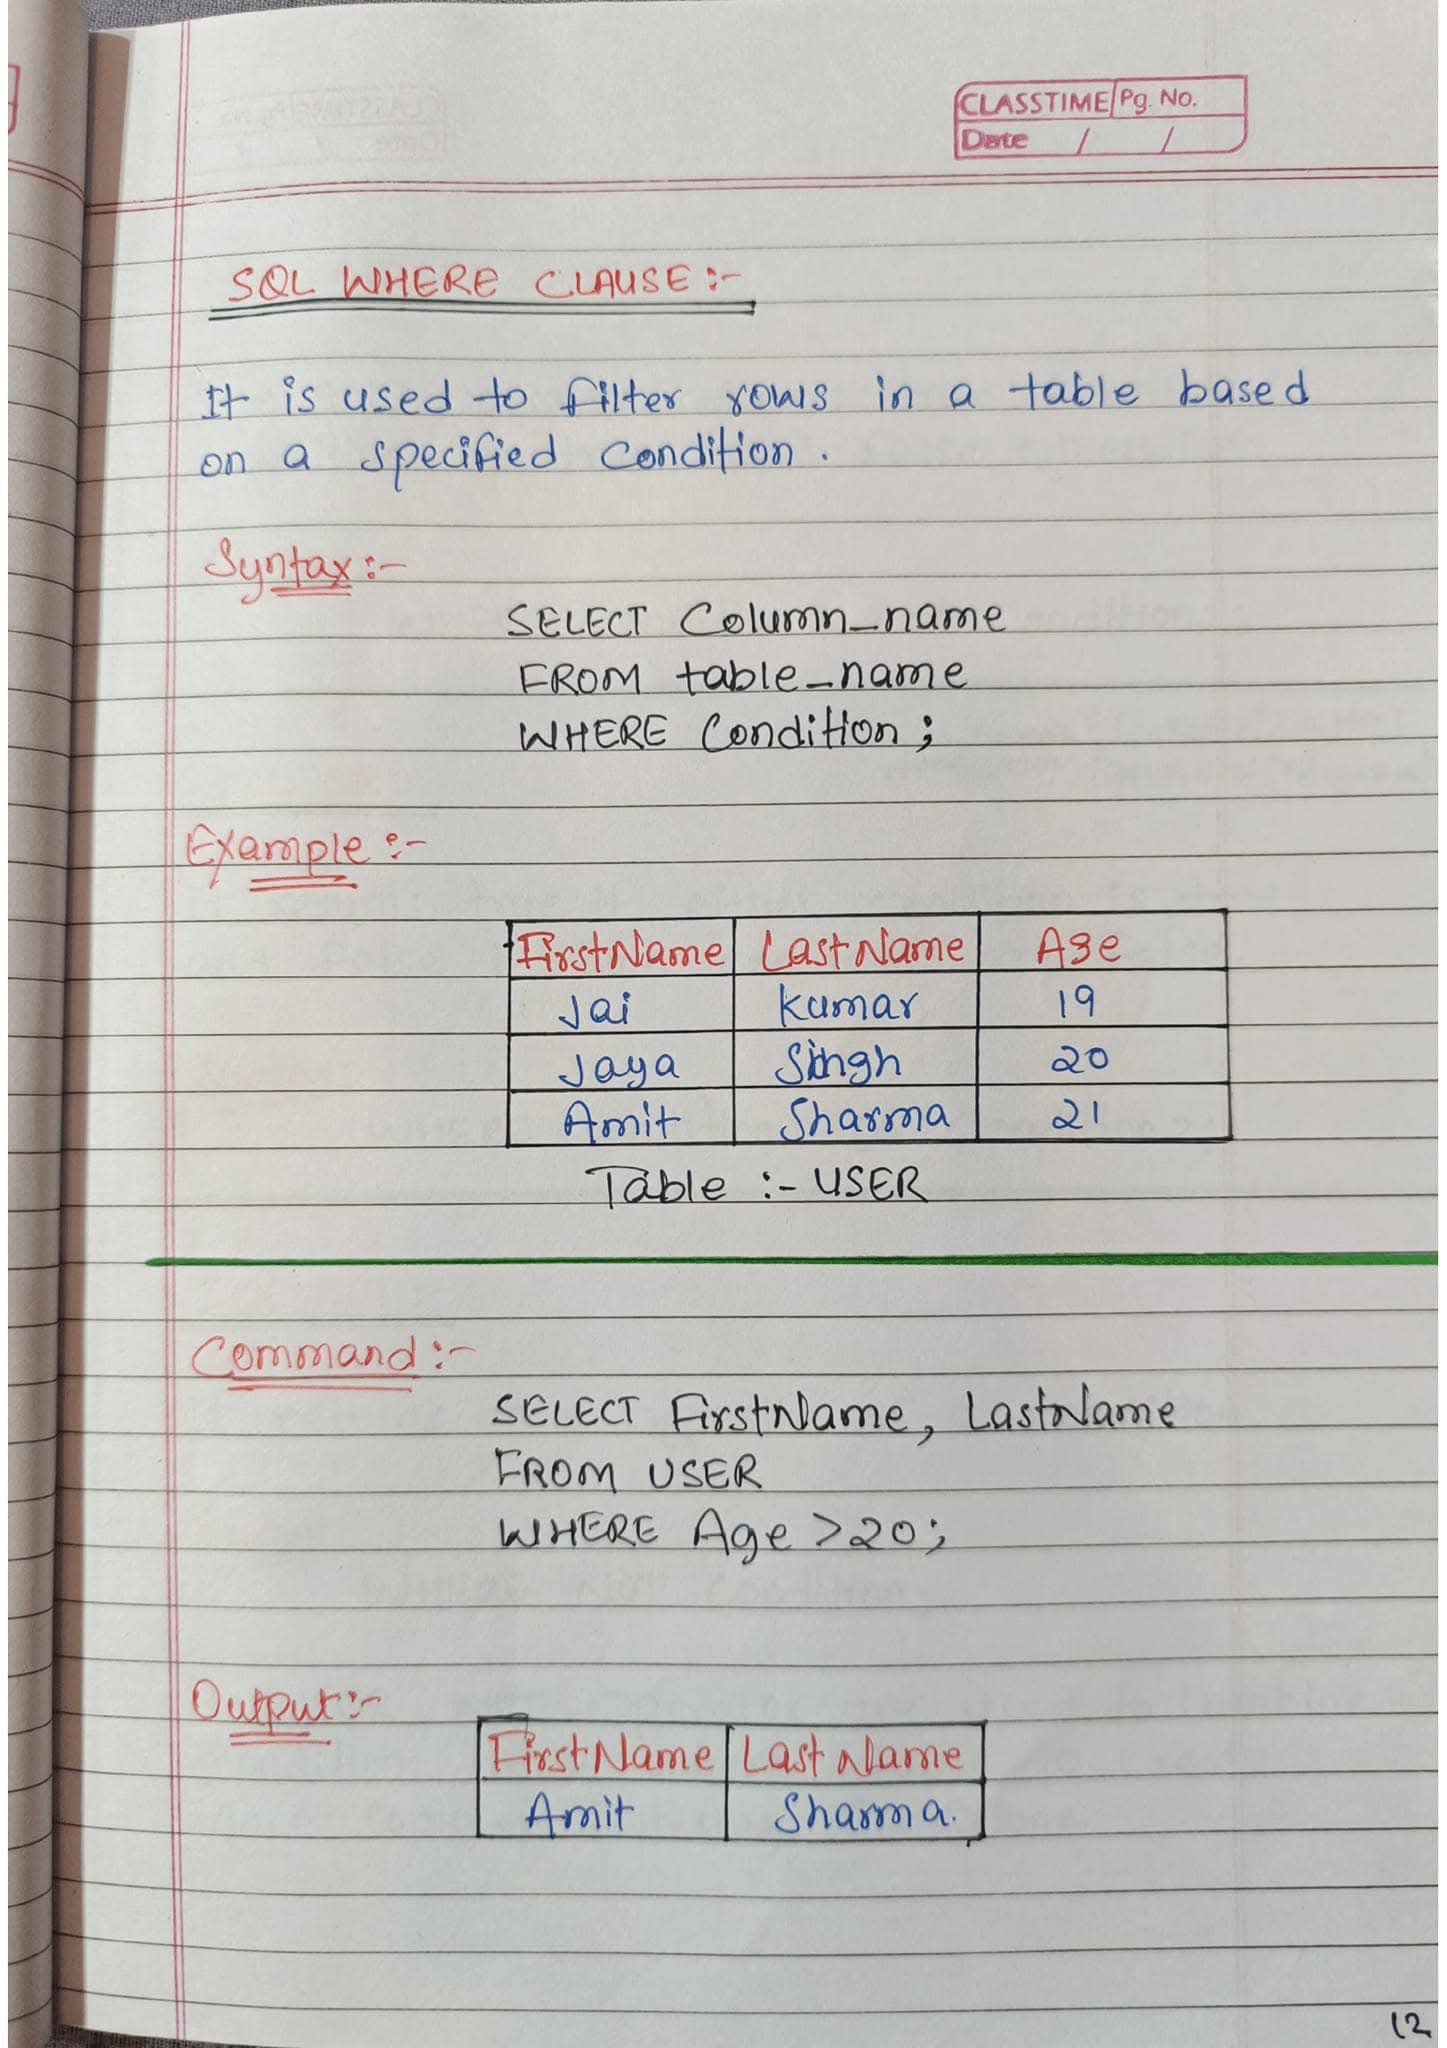 CLASSTIME Pg. No.
Date / /
SQL WHERE CLAUSE :-
It is used to filter rows in a table based
on a specified Condition .
Syntax :-
SELECT Column_name
FROM table_name
WHERE Condition ;
Example :-
FirstName LastName Age
Jai Kumar 19
Jaya Singh 20
Amit Sharma 21
Table :- USER
Command :-
SELECT FirstName, LastName
FROM USER
WHERE Age >20;
Output :-
FirstName Last Name
Amit Sharma.
12